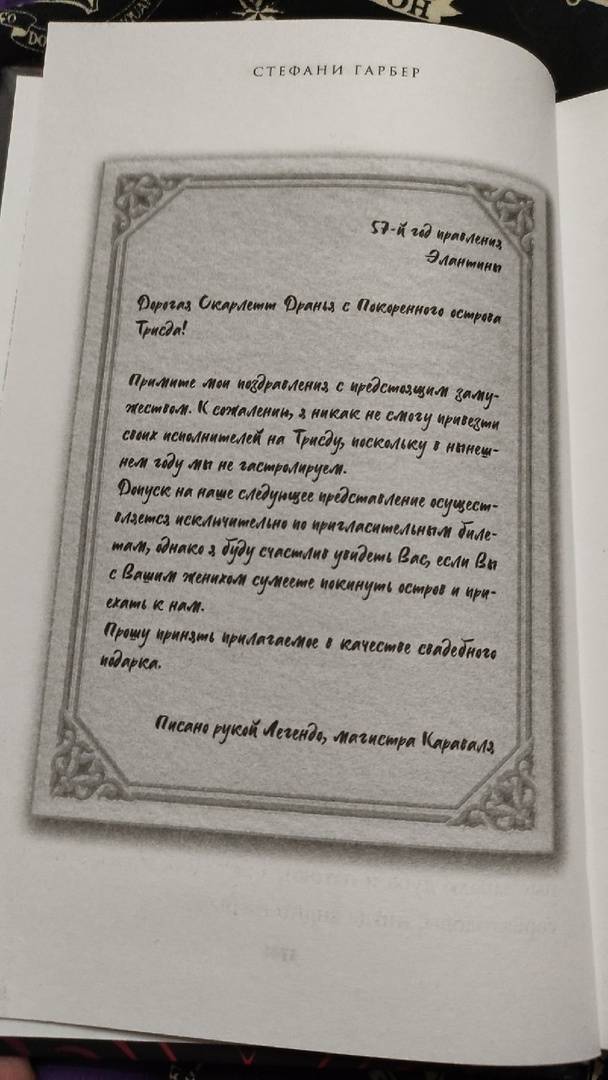 ОН
СТЕФАНИ ГАРБЕР
57-й год правления
Элантины
Дорогая Скарлетт Дранья с Покоренного острова
Трисда!
Примите мои поздравления с предстоящим заму-
жеством. К сожалении, я никак не смогу привезти
своих исполнителей на Трисду, поскольку в нынеш-
нем году мы не гастролируем.
Допуск на наше следующее представление осущест-
вляется исключительно по пригласительным биле-
там, однако я буду счастлив увидеть Вас, если Вы
с Вашим женихом сумеете покинуть остров и при-
ехать к нам.
Прошу принять прилагаемое в качестве свадебного
подарка.
Писано рукой Легендо, магистра Караваля